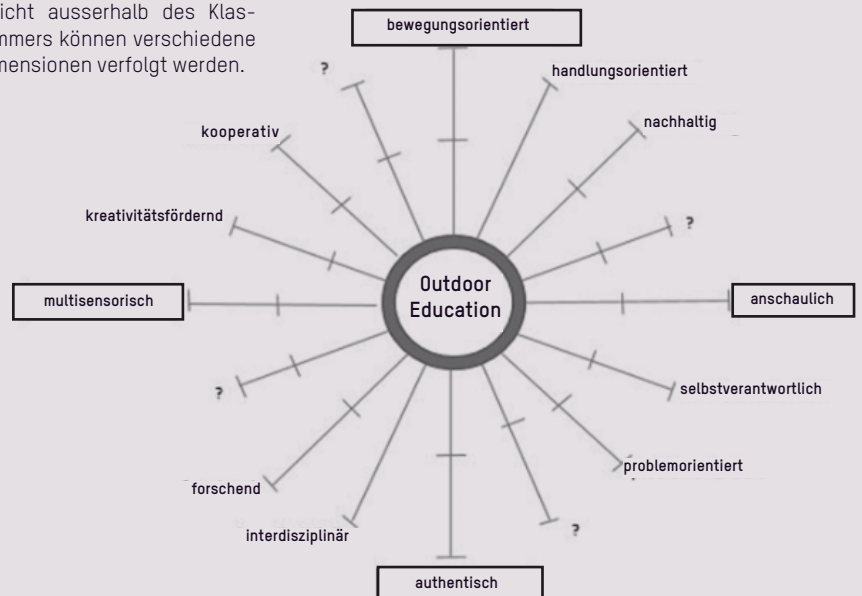 icht ausserhalb des Klas-
mmers können verschiedene
mensionen verfolgt werden.
bewegungsorientiert
?
handlungsorientiert
kooperativ
nachhaltig
kreativitätsfördernd
?
multisensorisch
Outdoor
Education
anschaulich
?
selbstverantwortlich
forschend
problemorientiert
interdisziplinär
?
authentisch